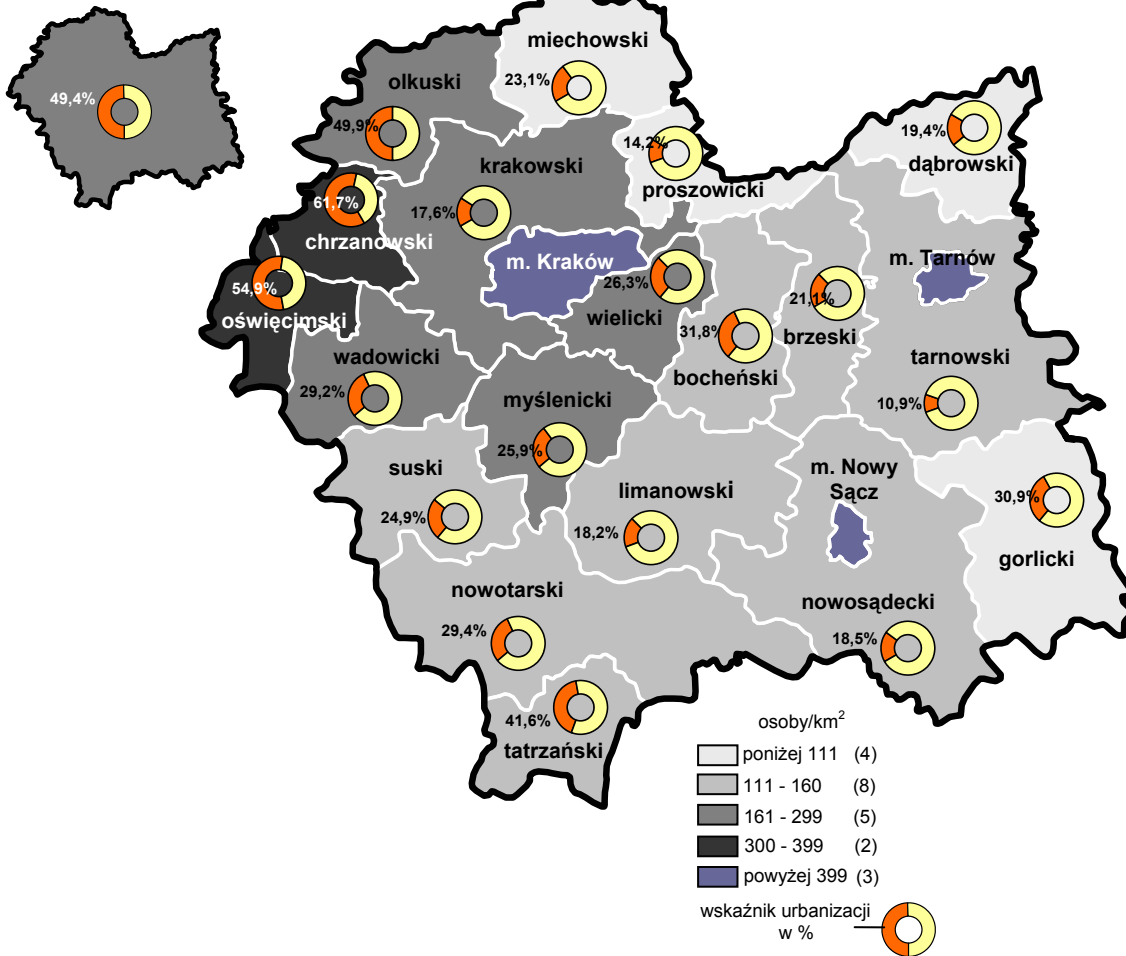 49,4%
miechowski
23,1%
olkuski
49,9%
19,4%
dąbrowski
14,2%
proszowicki
krakowski
17,6%
61,7%
chrzanowski
m. Kraków
m. Tarnów
26,3%
wielicki
54,9%
oświęcimski
21,1%
brzeski
31,8%
bocheński
wadowicki
29,2%
tarnowski
10,9%
myślenicki
25,9%
suski
24,9%
limanowski
18,2%
m. Nowy
Sącz
30,9%
gorlicki
nowotarski
29,4%
nowosądecki
18,5%
41,6%
tatrzański
osoby/km²
poniżej 111 (4)
111 - 160 (8)
161 - 299 (5)
300 - 399 (2)
powyżej 399 (3)
wskaźnik urbanizacji
w %